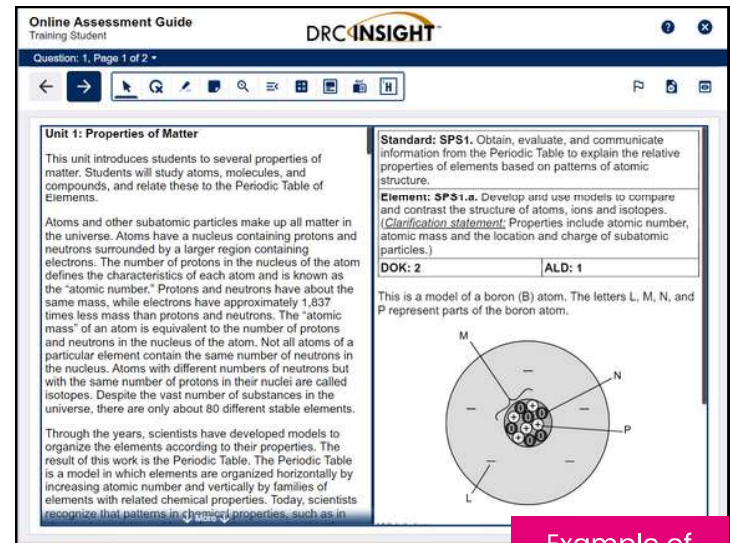 Online Assessment Guide
Training Student
DRC INSIGHT
Question: 1, Page 1 of 2
Unit 1: Properties of Matter
This unit introduces students to several properties of
matter. Students will study atoms, molecules, and
compounds, and relate these to the Periodic Table of
Elements.
Atoms and other subatomic particles make up all matter in
the universe. Atoms have a nucleus containing protons and
neutrons surrounded by a larger region containing
electrons. The number of protons in the nucleus of the atom
defines the characteristics of each atom and is known as
the "atomic number." Protons and neutrons have about the
same mass, while electrons have approximately 1,837
times less mass than protons and neutrons. The "atomic
mass" of an atom is equivalent to the number of protons
and neutrons in the nucleus of the atom. Not all atoms of a
particular element contain the same number of neutrons in
the nucleus. Atoms with different numbers of neutrons but
with the same number of protons in their nuclei are called
isotopes. Despite the vast number of substances in the
universe, there are only about 80 different stable elements.
Through the years, scientists have developed models to
organize the elements according to their properties. The
result of this work is the Periodic Table. The Periodic Table
is a model in which elements are organized horizontally by
increasing atomic number and vertically by families of
elements with related chemical properties. Today, scientists
recognize that patterns in chemical properties, such as in
More
Standard: SPS1. Obtain, evaluate, and communicate
information from the Periodic Table to explain the relative
properties of elements based on patterns of atomic
structure.
Element: SPS1.a. Develop and use models to compare
and contrast the structure of atoms, ions and isotopes.
(Clarification statement: Properties include atomic number,
atomic mass and the location and charge of subatomic
particles.)
DOK: 2 ALD: 1
This is a model of a boron (B) atom. The letters L, M, N, and
P represent parts of the boron atom.
M
N
P
L
Example of